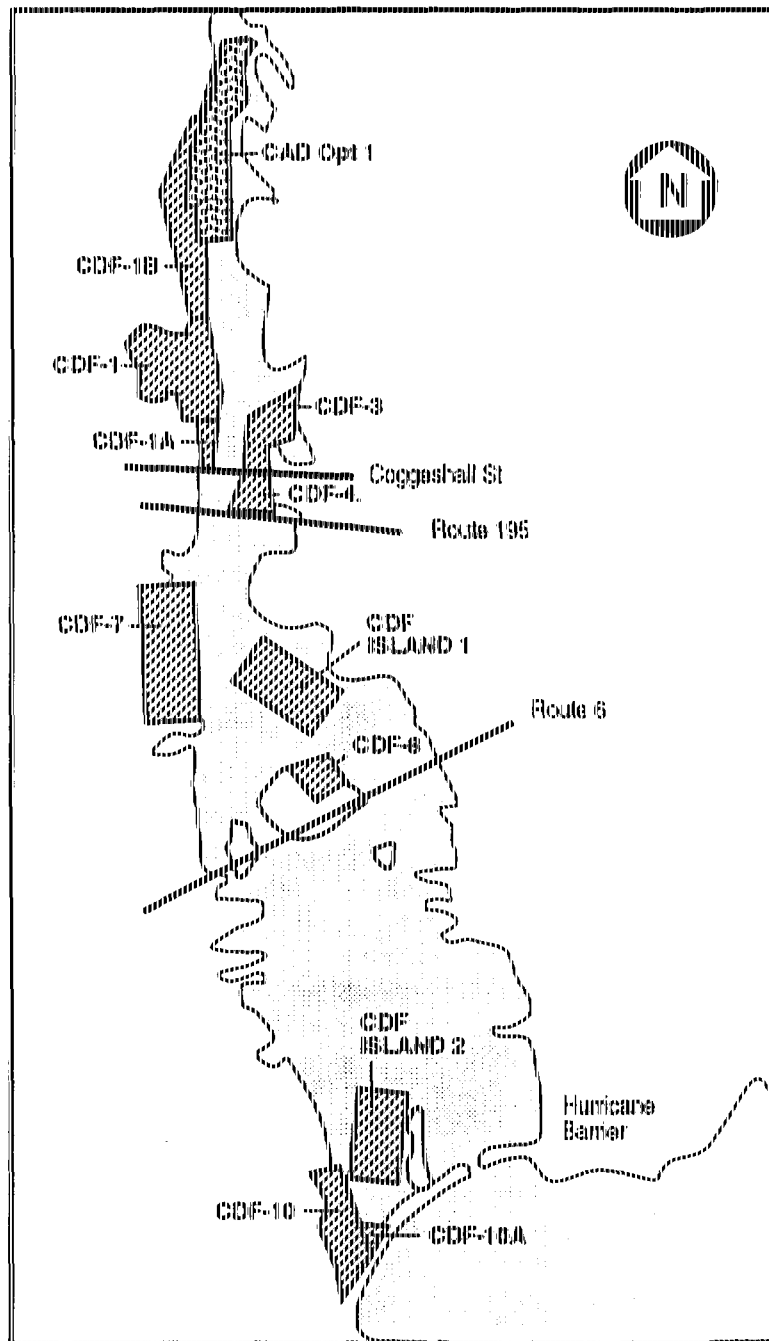 CAD Opt 1
N
CDF-1B
CDF-1
CDF-3
CDF-1A
Coggeshall St
CDF-4
Route 195
CDF-7
CDF
ISLAND 1
Route 6
CDF-6
CDF
ISLAND 2
Hurricane
Barrier
CDF-10
CDF-10A